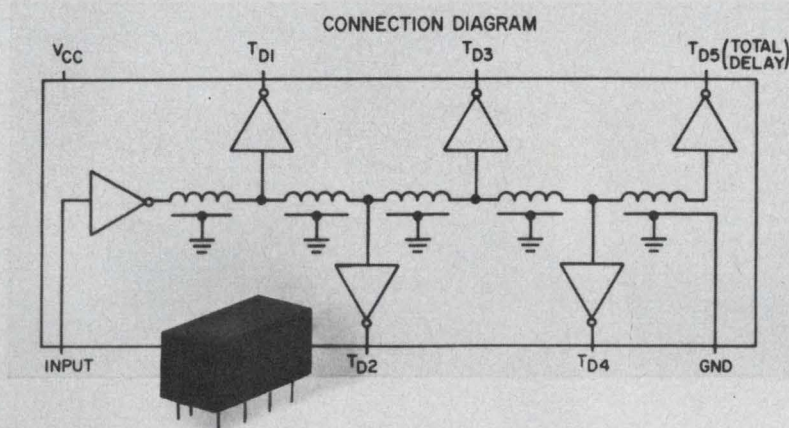 CONNECTION DIAGRAM
VCC TD1 TD3 TD5 (TOTAL DELAY)
INPUT TD2 TD4 GND